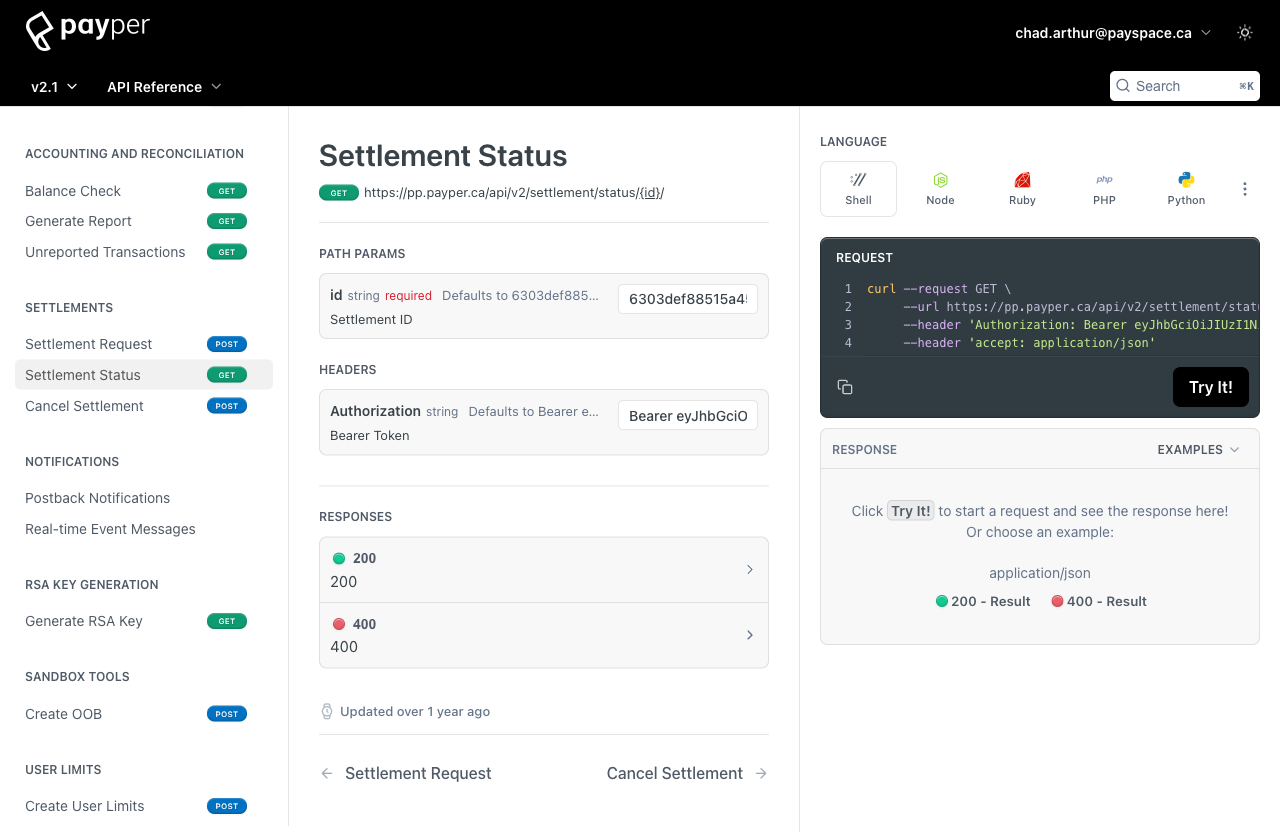 payper
chad.arthur@payspace.ca
v2.1
API Reference
Search
⌘K
ACCOUNTING AND RECONCILIATION
Balance Check GET
Generate Report GET
Unreported Transactions GET
SETTLEMENTS
Settlement Request POST
Settlement Status GET
Cancel Settlement POST
NOTIFICATIONS
Postback Notifications
Real-time Event Messages
RSA KEY GENERATION
Generate RSA Key GET
SANDBOX TOOLS
Create OOB POST
USER LIMITS
Create User Limits POST
Settlement Status
GET https://pp.payper.ca/api/v2/settlement/status/{id}/
PATH PARAMS
id string required Defaults to 6303def885… 6303def88515a4
Settlement ID
HEADERS
Authorization string Defaults to Bearer e… Bearer eyJhbGciO
Bearer Token
RESPONSES
200
200
400
400
Updated over 1 year ago
← Settlement Request
Cancel Settlement →
LANGUAGE
Shell
Node
Ruby
php
PHP
Python
REQUEST
1 curl --request GET \
2 --url https://pp.payper.ca/api/v2/settlement/stat
3 --header 'Authorization: Bearer eyJhbGciOiJIUzI1N
4 --header 'accept: application/json'
Try It!
RESPONSE
EXAMPLES
Click Try It! to start a request and see the response here!
Or choose an example:
application/json
200 - Result
400 - Result